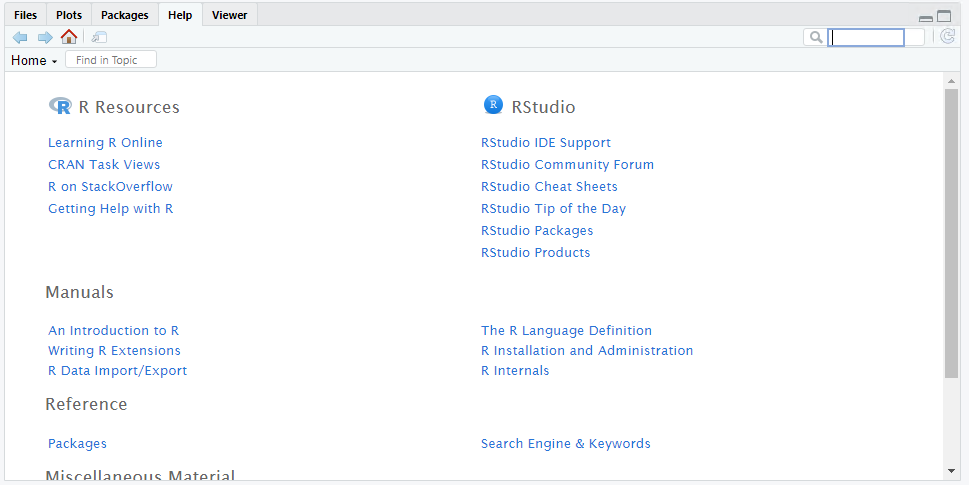 Files Plots Packages Help Viewer
Home Find in Topic
R R Resources
Learning R Online
CRAN Task Views
R on StackOverflow
Getting Help with R
R RStudio
RStudio IDE Support
RStudio Community Forum
RStudio Cheat Sheets
RStudio Tip of the Day
RStudio Packages
RStudio Products
Manuals
An Introduction to R
Writing R Extensions
R Data Import/Export
The R Language Definition
R Installation and Administration
R Internals
Reference
Packages
Search Engine & Keywords
Miscellaneous Material